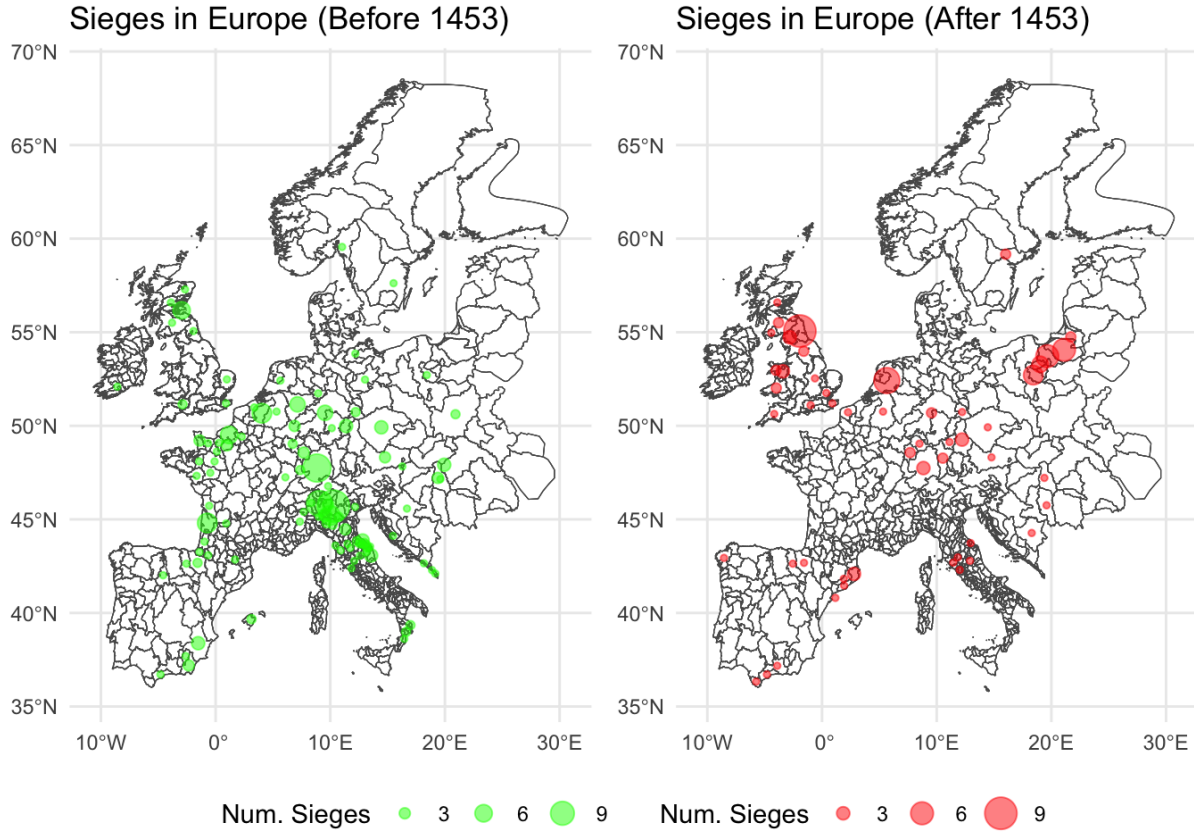 Sieges in Europe (Before 1453)
Sieges in Europe (After 1453)
70°N
65°N
60°N
55°N
50°N
45°N
40°N
35°N
10°W 0° 10°E 20°E 30°E
70°N
65°N
60°N
55°N
50°N
45°N
40°N
35°N
10°W 0° 10°E 20°E 30°E
Num. Sieges 3 6 9
Num. Sieges 3 6 9